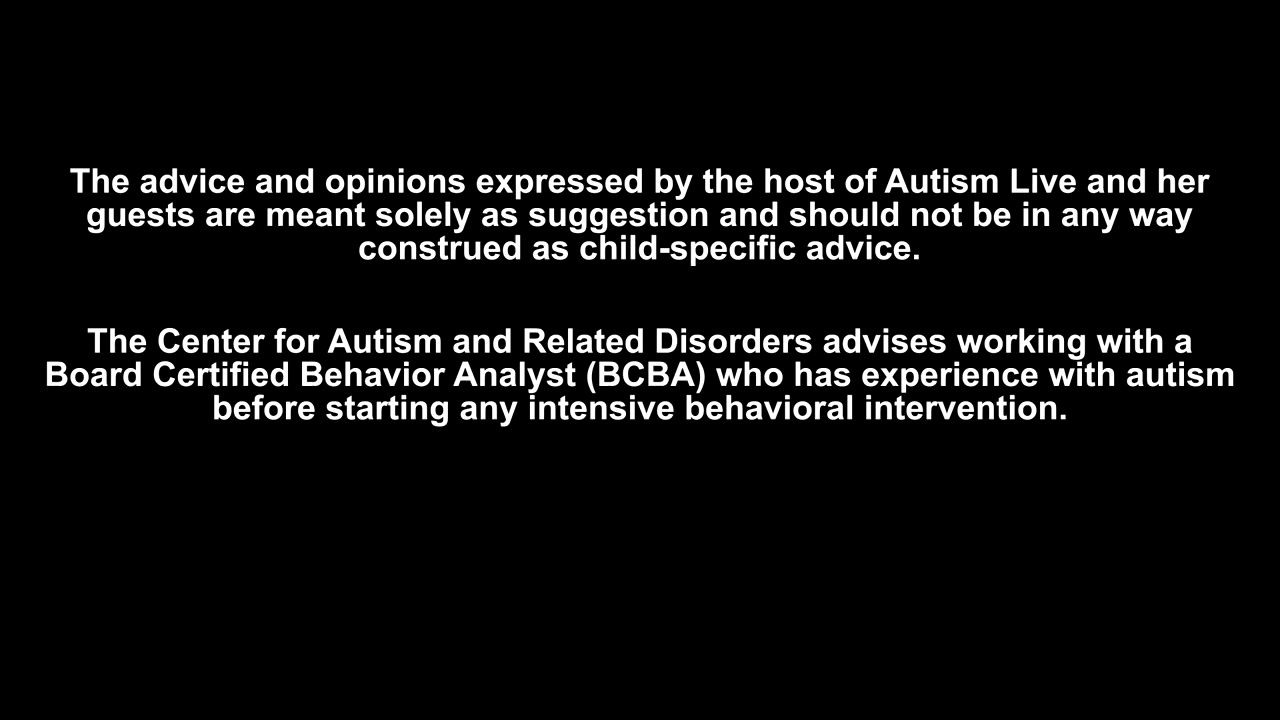 The advice and opinions expressed by the host of Autism Live and her
guests are meant solely as suggestion and should not be in any way
construed as child-specific advice.
The Center for Autism and Related Disorders advises working with a
Board Certified Behavior Analyst (BCBA) who has experience with autism
before starting any intensive behavioral intervention.